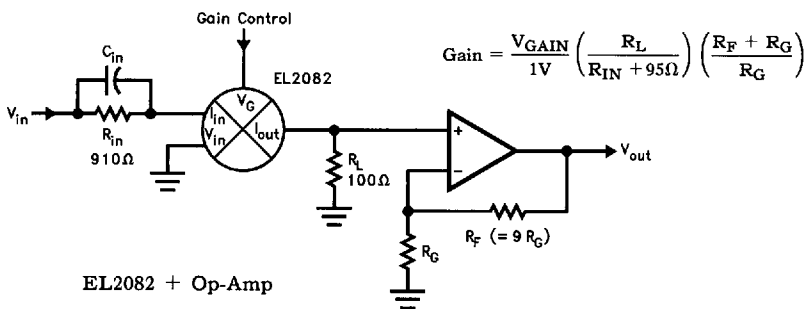 Gain Control
C_in
EL2082
Gain = V_GAIN / 1V (R_L / R_IN + 95Ω) (R_F + R_G / R_G)
V_in
R_in
910Ω
V_G
I_in
V_in
I_out
R_L
100Ω
+
−
V_out
R_F (= 9 R_G)
R_G
EL2082 + Op-Amp